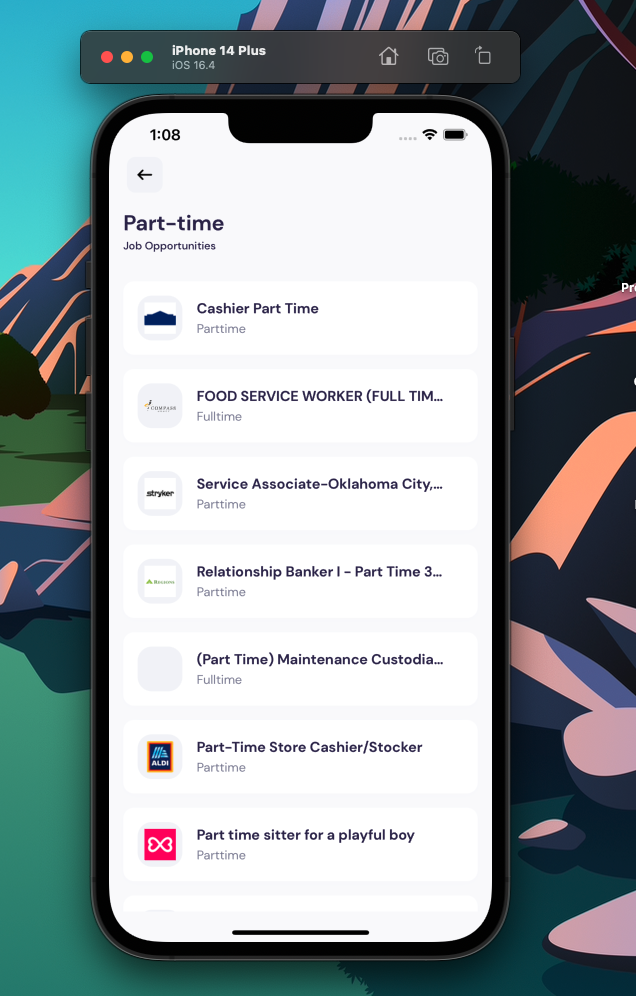 iPhone 14 Plus
iOS 16.4
1:08
Part-time
Job Opportunities
Cashier Part Time
Parttime
COMPASS
FOOD SERVICE WORKER (FULL TIM...
Fulltime
stryker
Service Associate-Oklahoma City,...
Parttime
REGIONS
Relationship Banker I - Part Time 3...
Parttime
(Part Time) Maintenance Custodia...
Fulltime
ALDI
Part-Time Store Cashier/Stocker
Parttime
Part time sitter for a playful boy
Parttime